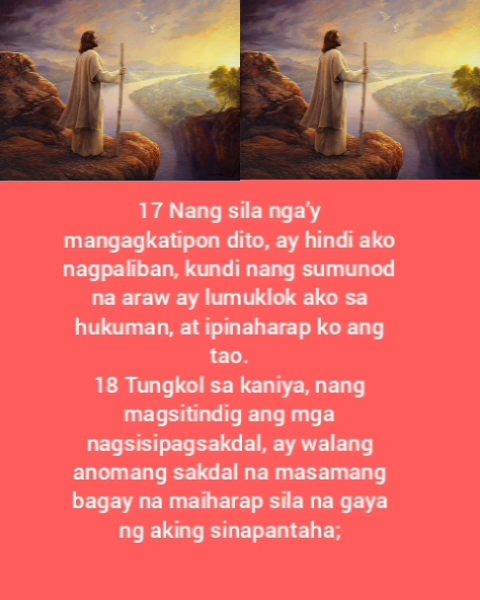 17 Nang sila nga'y
mangagkatipon dito, ay hindi ako
nagpaliban, kundi nang sumunod
na araw ay lumuklok ako sa
hukuman, at ipinaharap ko ang
tao.
18 Tungkol sa kaniya, nang
magsitindig ang mga
nagsisipagsakdal, ay walang
anomang sakdal na masamang
bagay na maiharap sila na gaya
ng aking sinapantaha;